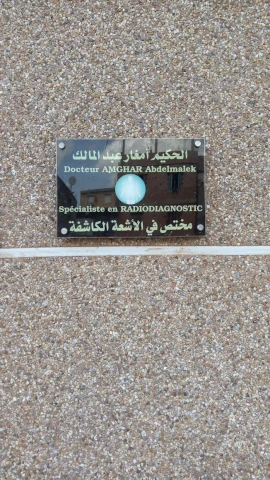 الحكيم أمغار عبد المالك
Docteur AMGHAR Abdelmalek
Spécialiste en RADIODIAGNOSTIC
مختص في الأشعة الكاشفة